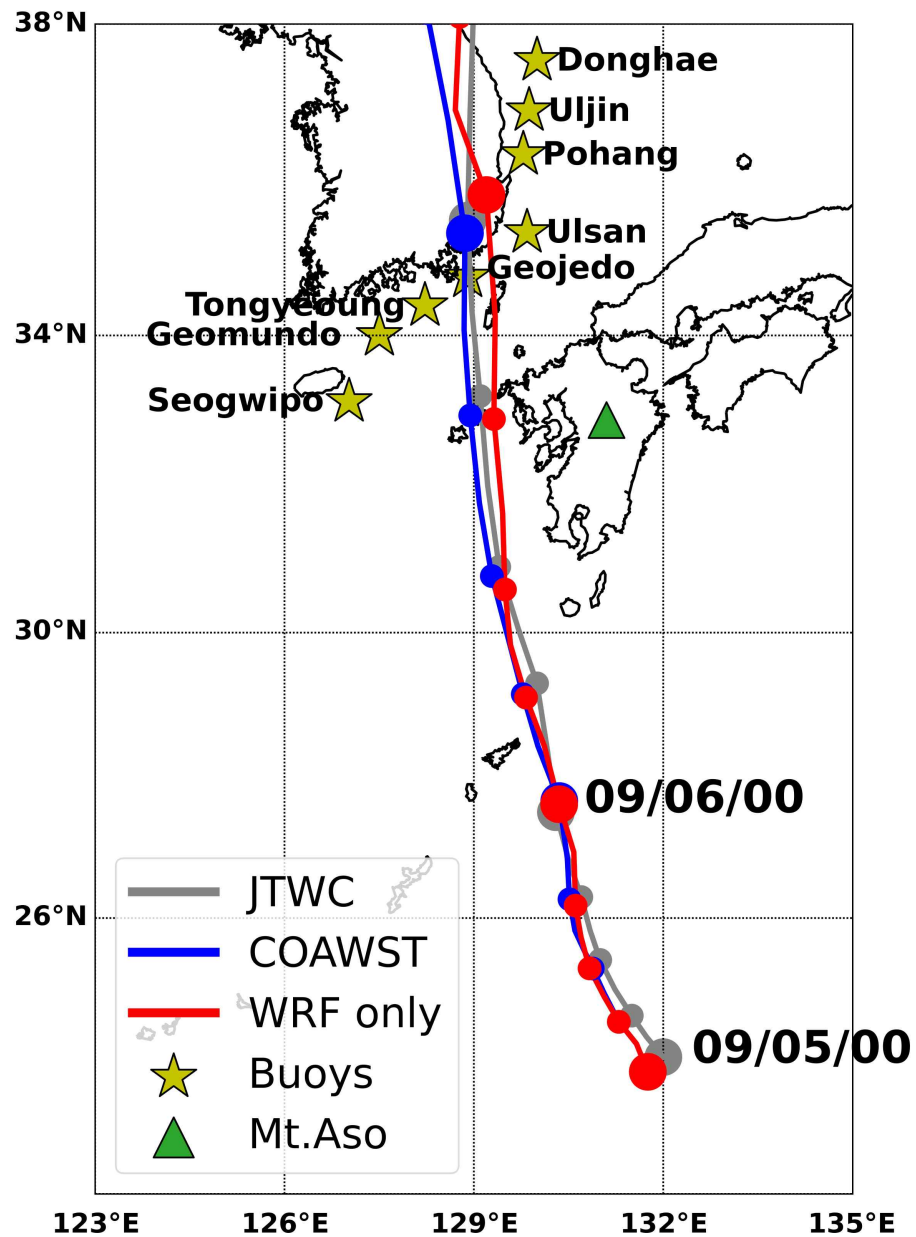 38°N
Donghae
Uljin
Pohang
Ulsan
Geojedo
Tongyeoung
34°N
Geomundo
Seogwipo
30°N
09/06/00
26°N
JTWC
COAWST
WRF only
Buoys
Mt.Aso
09/05/00
123°E 126°E 129°E 132°E 135°E